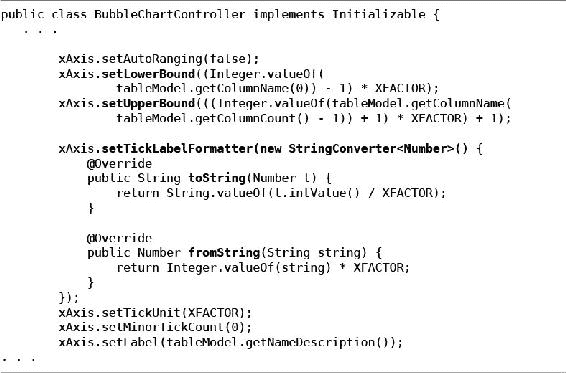 public class BubbleChartController implements Initializable {
   . . .

        xAxis.setAutoRanging(false);
        xAxis.setLowerBound((Integer.valueOf(
                tableModel.getColumnName(0)) - 1) * XFACTOR);
        xAxis.setUpperBound(((Integer.valueOf(tableModel.getColumnName(
                tableModel.getColumnCount() - 1)) + 1) * XFACTOR) + 1);

        xAxis.setTickLabelFormatter(new StringConverter<Number>() {
            @Override
            public String toString(Number t) {
                return String.valueOf(t.intValue() / XFACTOR);
            }

            @Override
            public Number fromString(String string) {
                return Integer.valueOf(string) * XFACTOR;
            }
        });
        xAxis.setTickUnit(XFACTOR);
        xAxis.setMinorTickCount(0);
        xAxis.setLabel(tableModel.getNameDescription());
. . .